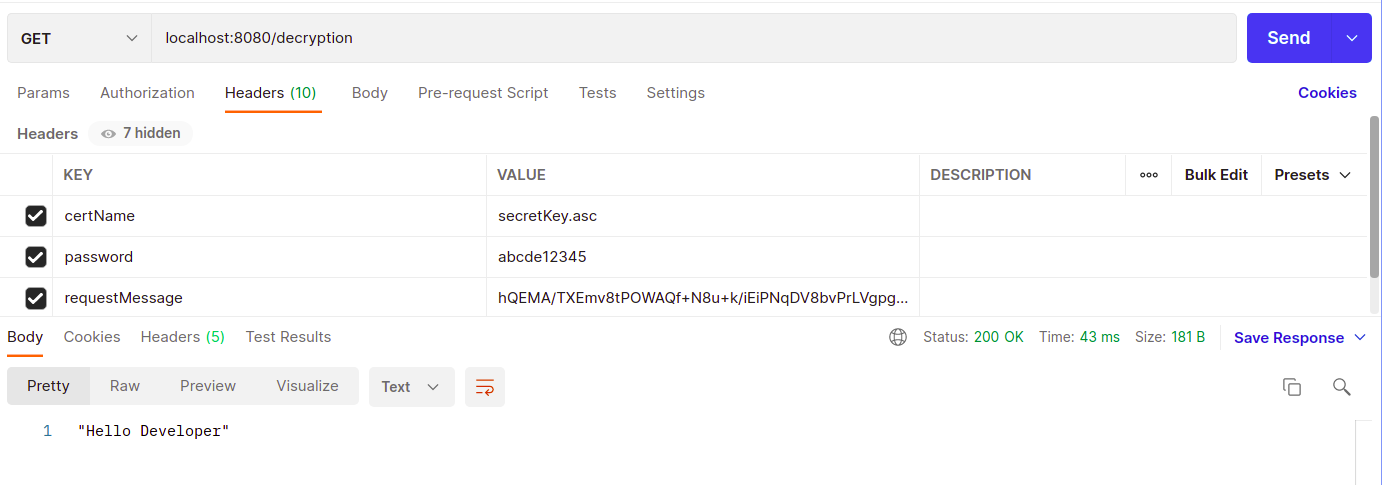 GET localhost:8080/decryption Send
Params Authorization Headers (10) Body Pre-request Script Tests Settings Cookies
Headers 7 hidden
KEY VALUE DESCRIPTION ooo Bulk Edit Presets
certName secretKey.asc
password abcde12345
requestMessage hQEMA/TXEmv8tPOWAQf+N8u+k/iEiPNqDV8bvPrLVgpg...
Body Cookies Headers (5) Test Results Status: 200 OK Time: 43 ms Size: 181 B Save Response
Pretty Raw Preview Visualize Text
1 "Hello Developer"